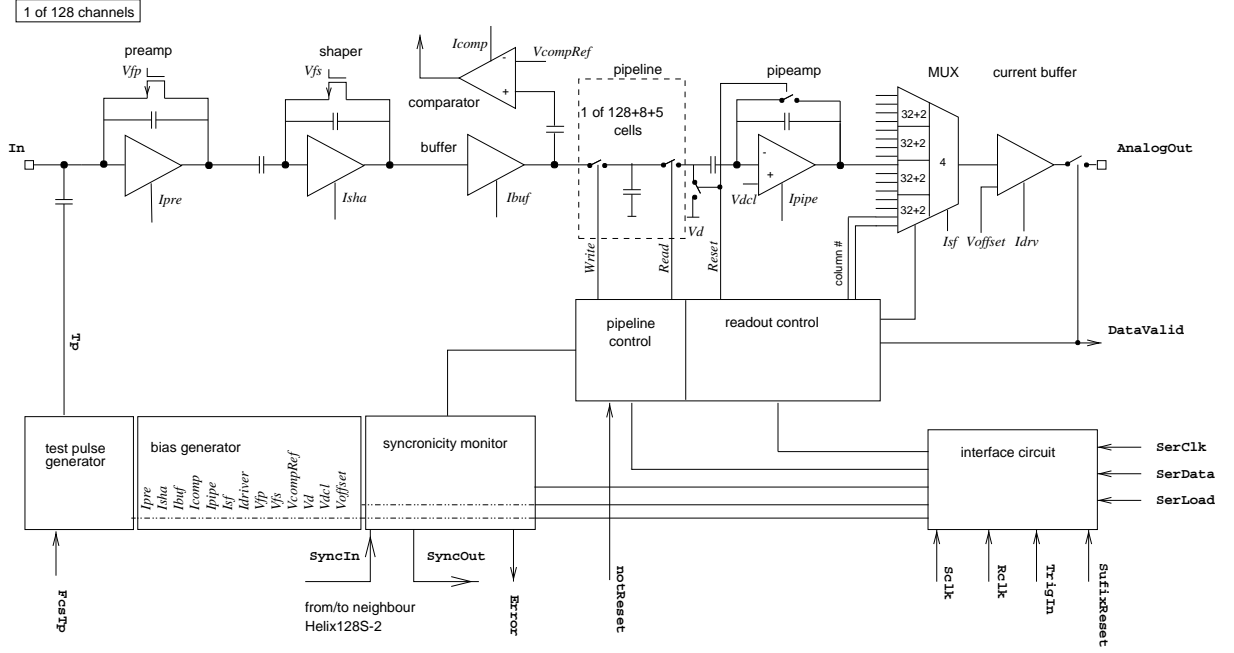 1 of 128 channels
preamp
Vfp
shaper
Vfs
Icomp
VcompRef
-
+
comparator
pipeline
1 of 128+8+5
cells
pipeamp
MUX
current buffer
In
buffer
Ipre
Isha
Ibuf
-
+
Vdcl
Ipipe
Vd
32+2
32+2
32+2
32+2
4
AnalogOut
Isf
Voffset
Idrv
Write
Read
Reset
column #
pipeline
control
readout control
DataValid
Tp
test pulse
generator
bias generator
Ipre
Isha
Ibuf
Icomp
Ipipe
Isf
Idriver
Vfp
Vfs
VcompRef
Vd
Vdcl
Voffset
syncronicity monitor
interface circuit
SerClk
SerData
SerLoad
FcsTp
SyncIn
SyncOut
from/to neighbour
Helix128S-2
Error
notReset
Sclk
Rclk
TrigIn
SufixReset